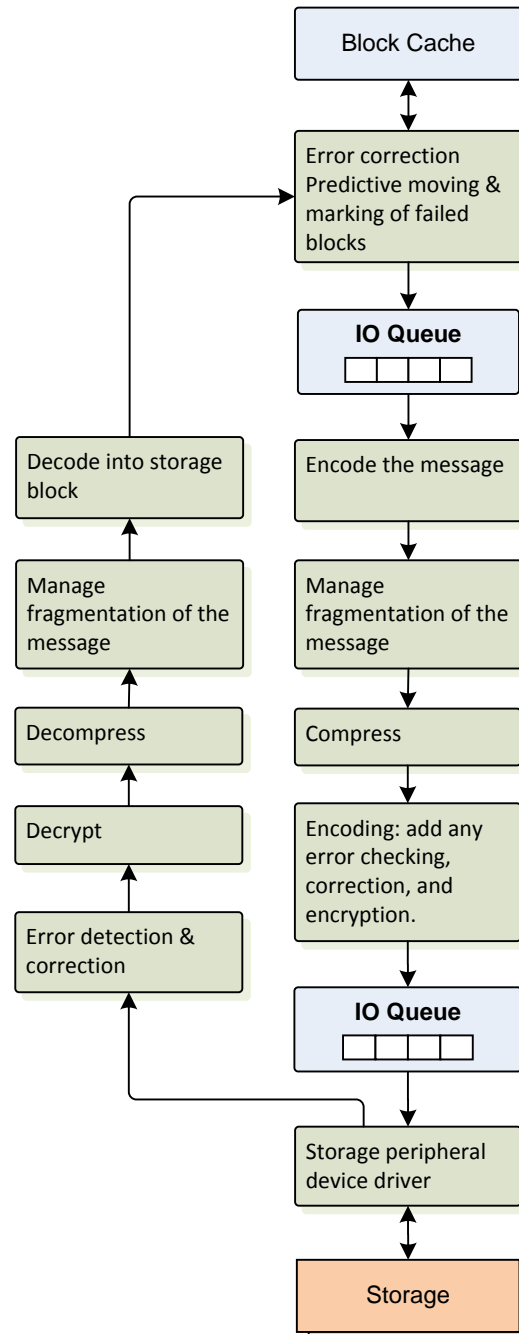 Block Cache
Error correction
Predictive moving &
marking of failed
blocks
IO Queue
Decode into storage
block
Encode the message
Manage
fragmentation of the
message
Manage
fragmentation of the
message
Decompress
Compress
Decrypt
Encoding: add any
error checking,
correction, and
encryption.
Error detection &
correction
IO Queue
Storage peripheral
device driver
Storage